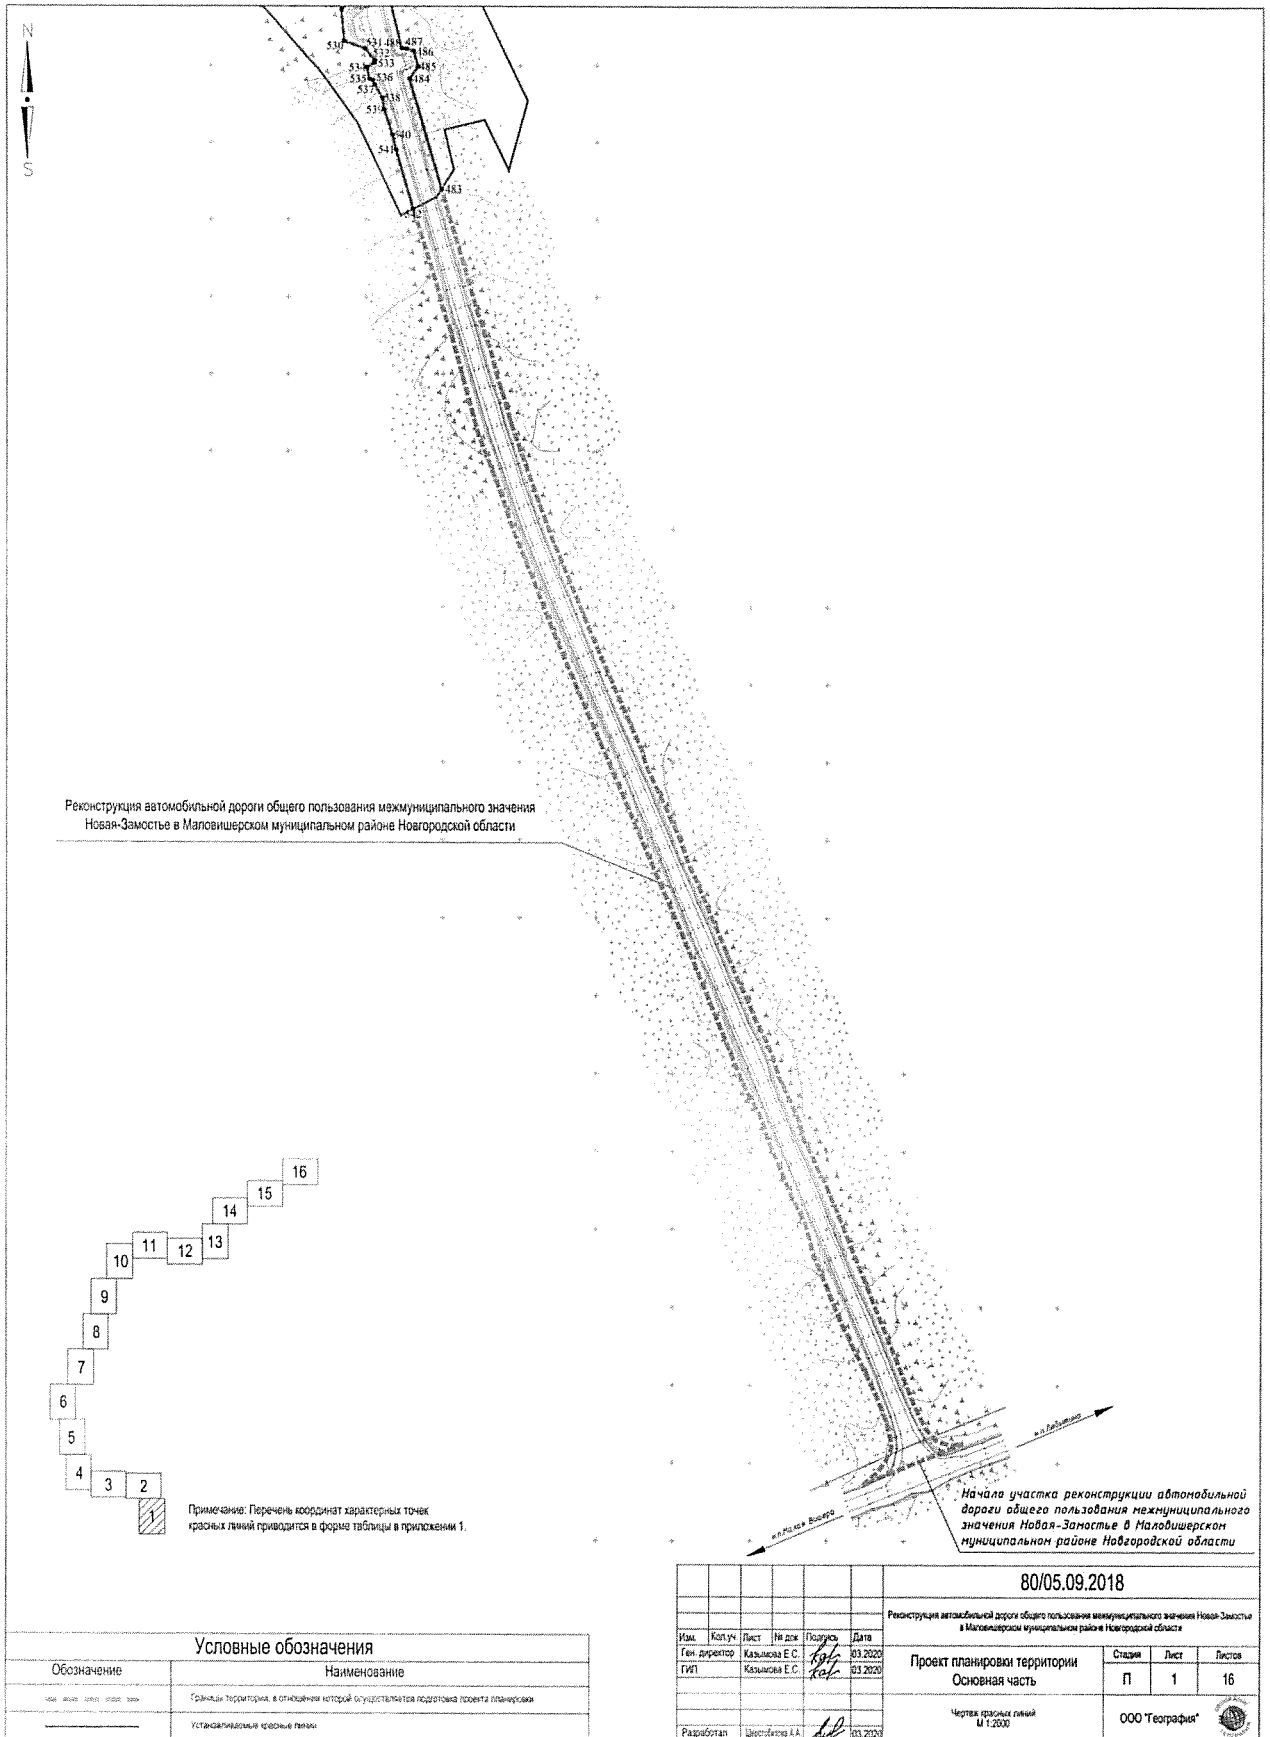 N
S
530
531
488
487
532
486
533
534
485
535
536
484
537
538
539
540
541
483
542
Реконструкция автомобильной дороги общего пользования межмуниципального значения
Новая-Замостье в Маловишерском муниципальном районе Новгородской области
16
15
14
13
12
11
10
9
8
7
6
5
4
3
2
1
Примечание: Перечень координат характерных точек
красных линий приводится в форме таблицы в приложении 1.
н.п.Любытино
н.п.Малая Вишера
Начало участка реконструкции автомобильной
дороги общего пользования межмуниципального
значения Новая-Замостье в Маловишерском
муниципальном районе Новгородской области
Условные обозначения
Обозначение Наименование
Границы территории, в отношении которой осуществляется подготовка проекта планировки
Устанавливаемые красные линии
80/05.09.2018
Реконструкция автомобильной дороги общего пользования межмуниципального значения Новая-Замостье
в Маловишерском муниципальном районе Новгородской области
Изм. Кол.уч Лист № док Подпись Дата
Ген. директор Казымова Е.С. 03.2020
ГИП Казымова Е.С. 03.2020
Разработал 03.2020
Проект планировки территории
Основная часть
Стадия Лист Листов
П 1 16
Чертеж красных линий
М 1:2000
ООО "География"